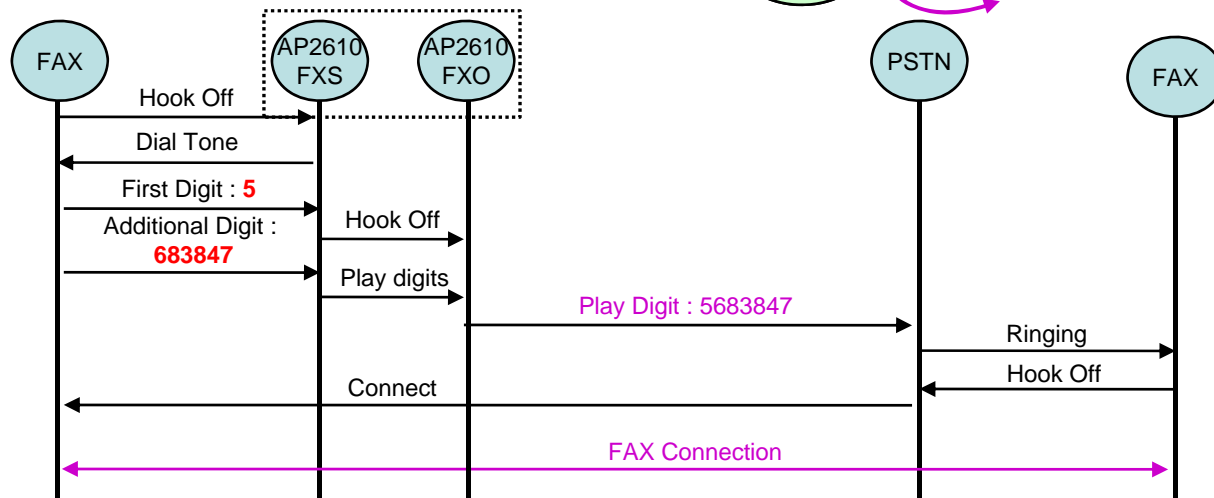 FAX
AP2610
FXS
AP2610
FXO
PSTN
FAX
Hook Off
Dial Tone
First Digit : 5
Additional Digit :
683847
Hook Off
Play digits
Play Digit : 5683847
Ringing
Hook Off
Connect
FAX Connection